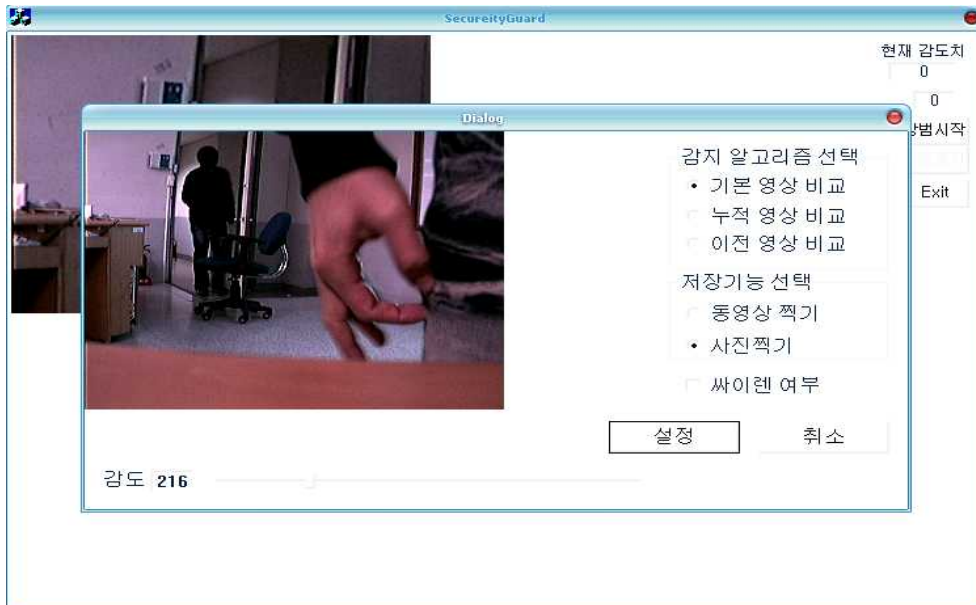 SecureityGuard
현재 감도치
0
0
방범시작
Exit
Dialog
감지 알고리즘 선택
기본 영상 비교
누적 영상 비교
이전 영상 비교
저장기능 선택
동영상 찍기
사진찍기
싸이렌 여부
설정
취소
감도 216